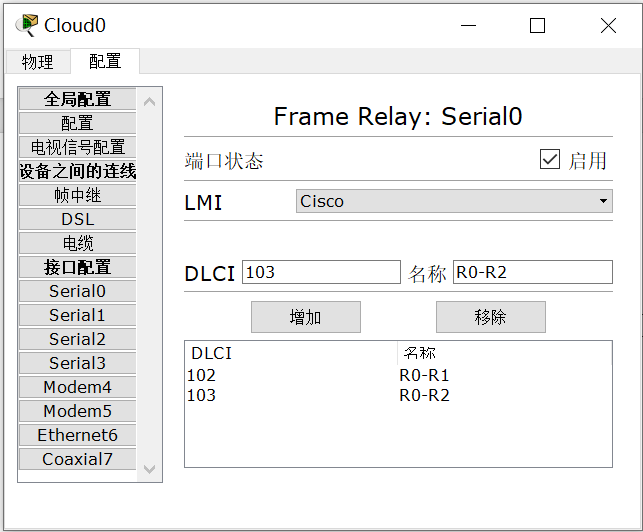 Cloud0
物理 配置
全局配置
配置
电视信号配置
设备之间的连线
帧中继
DSL
电缆
接口配置
Serial0
Serial1
Serial2
Serial3
Modem4
Modem5
Ethernet6
Coaxial7
Frame Relay: Serial0
端口状态 启用
LMI Cisco
DLCI 103 名称 R0-R2
增加 移除
DLCI 名称
102 R0-R1
103 R0-R2